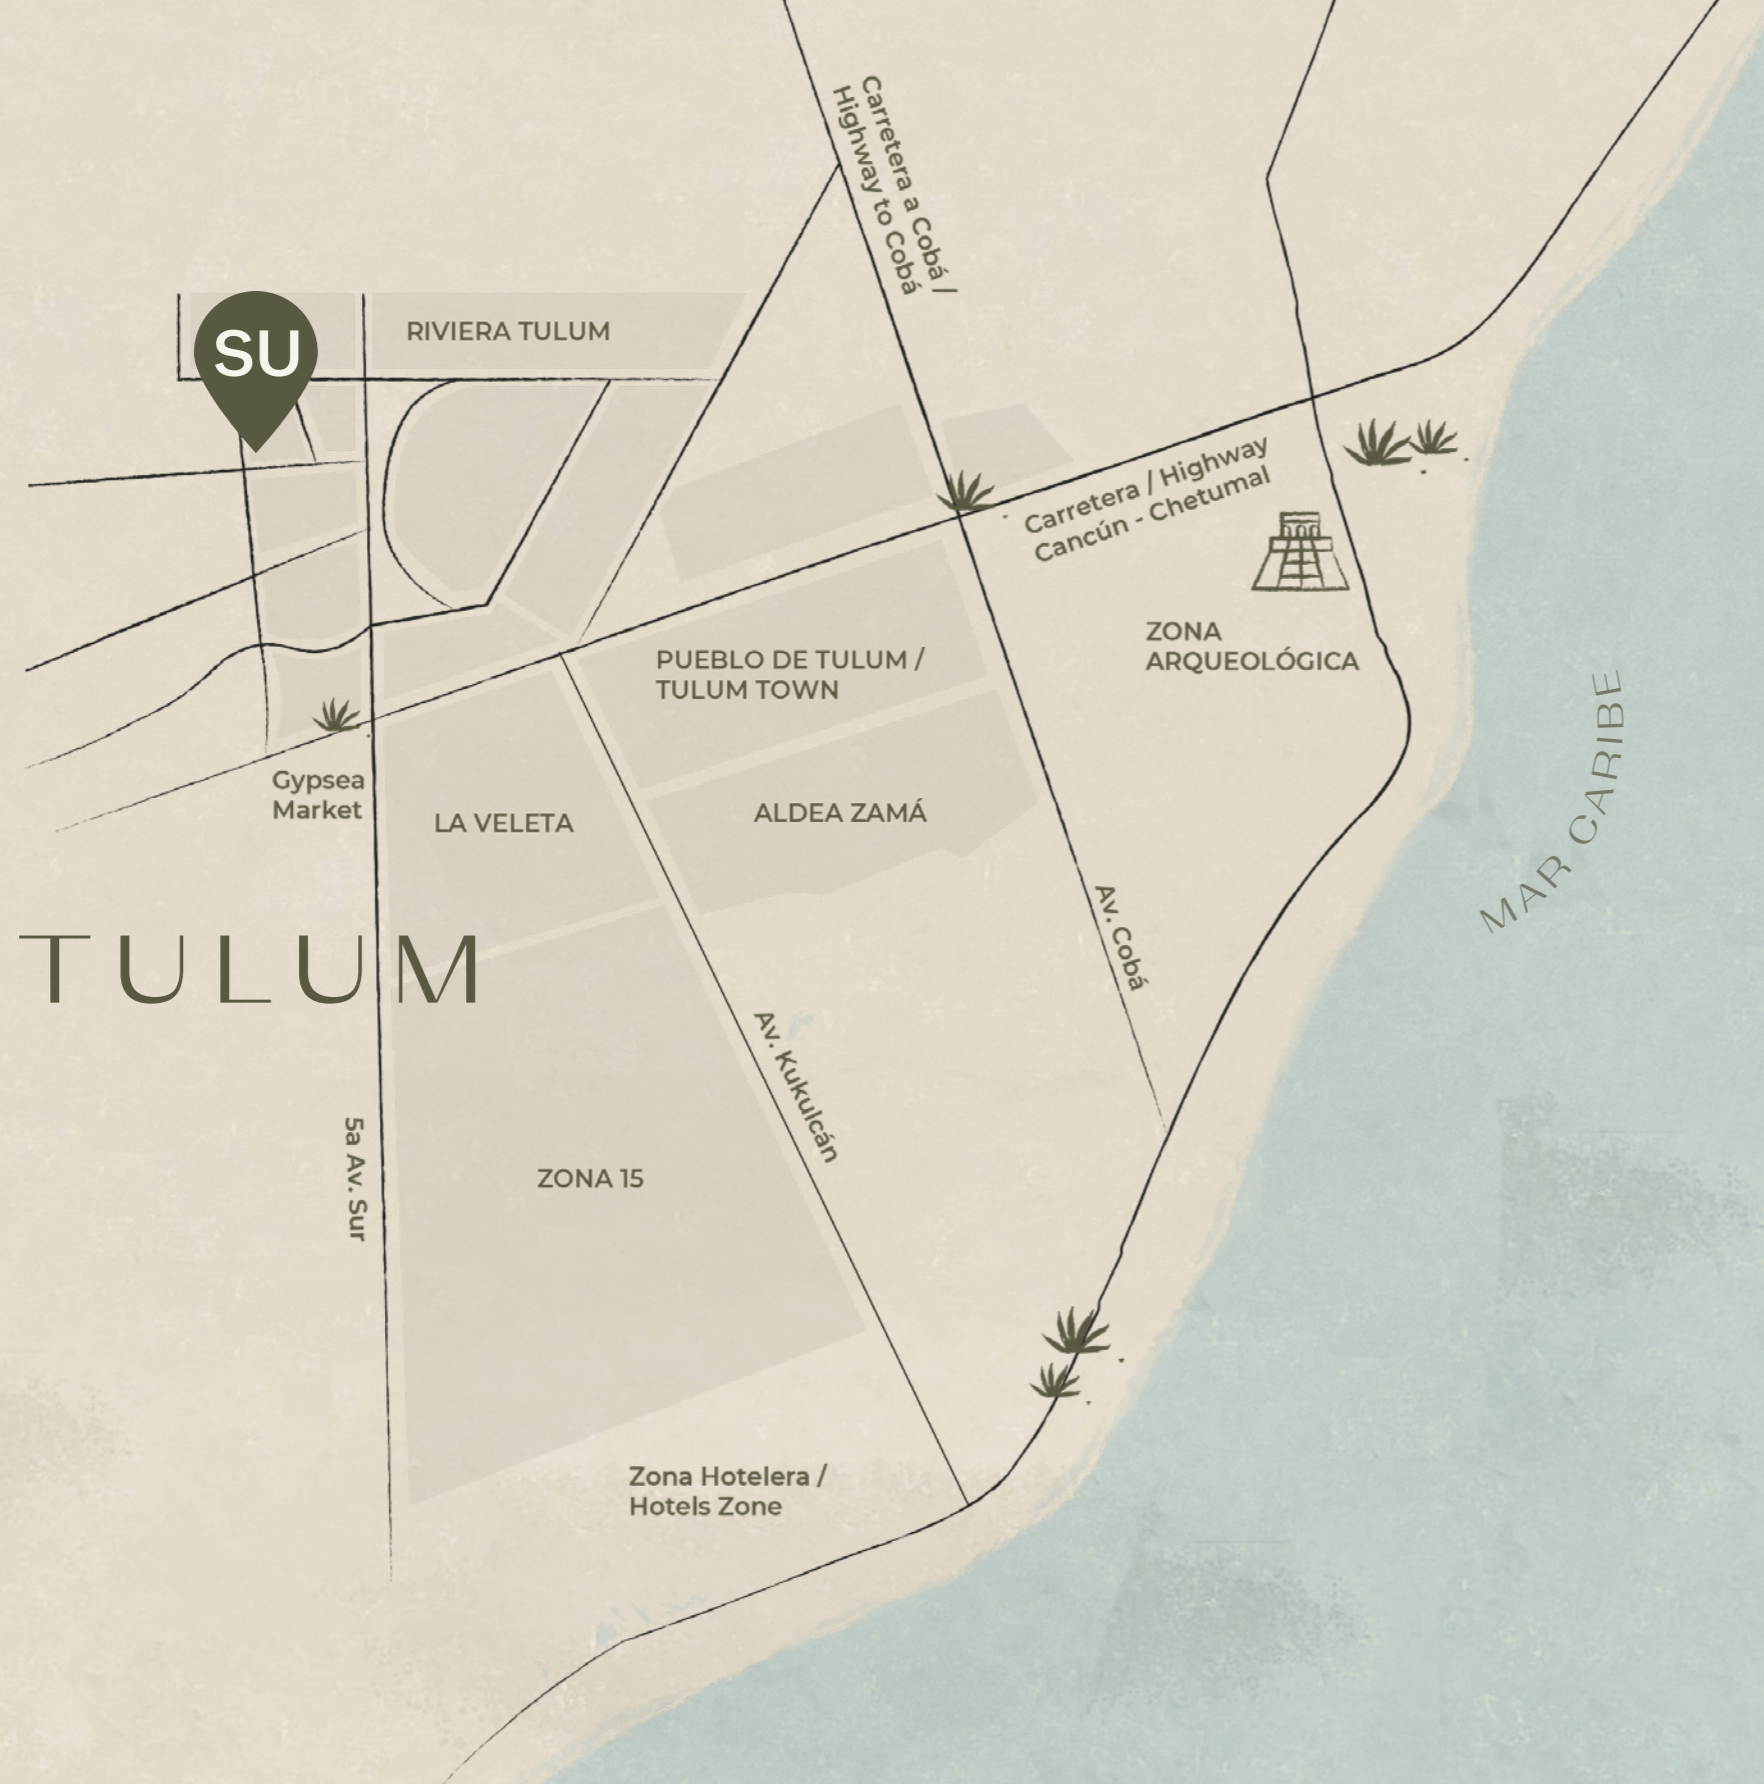 Carretera a Cobá /
Highway to Cobá
RIVIERA TULUM
SU
Carretera / Highway
Cancún - Chetumal
ZONA
ARQUEOLÓGICA
PUEBLO DE TULUM /
TULUM TOWN
MAR CARIBE
Gypsea
Market
LA VELETA
ALDEA ZAMÁ
Av. Cobá
TULUM
Av. Kukulcán
5a Av. Sur
ZONA 15
Zona Hotelera /
Hotels Zone